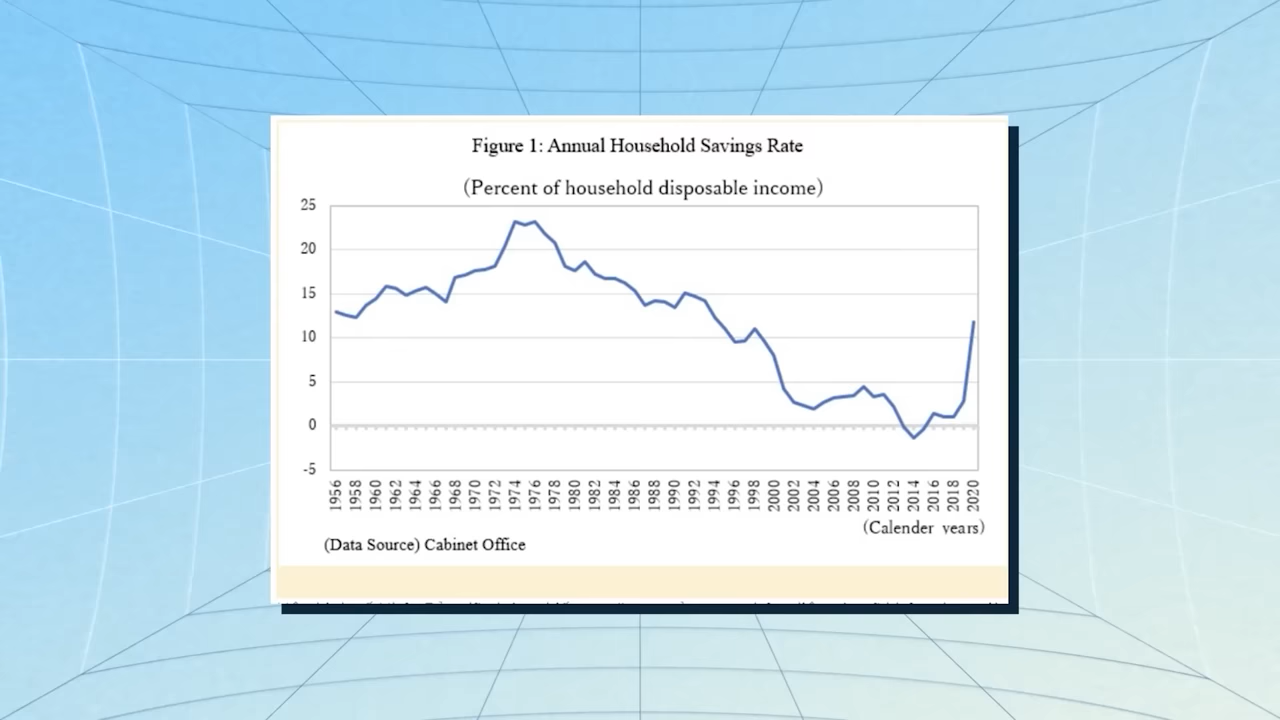 Figure 1: Annual Household Savings Rate
(Percent of household disposable income)
25
20
15
10
5
0
-5
1956 1958 1960 1962 1964 1966 1968 1970 1972 1974 1976 1978 1980 1982 1984 1986 1988 1990 1992 1994 1996 1998 2000 2002 2004 2006 2008 2010 2012 2014 2016 2018 2020
(Calender years)
(Data Source) Cabinet Office